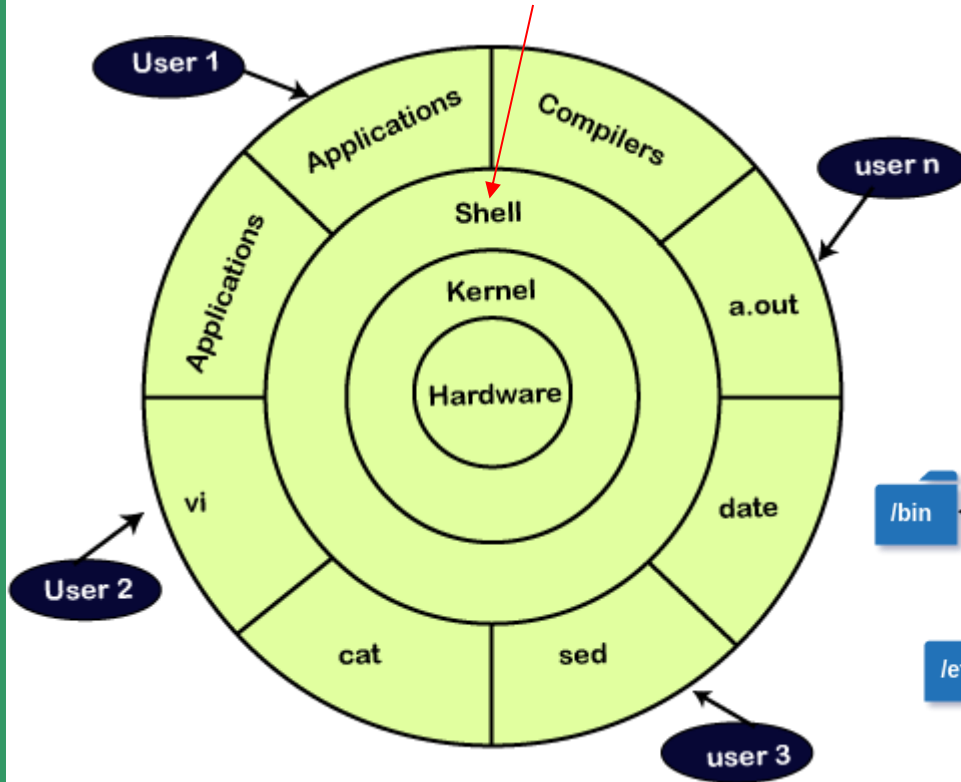 User 1
Applications
Compilers
user n
Shell
Applications
Kernel
a.out
Hardware
vi
date
/bin
User 2
cat
sed
user 3